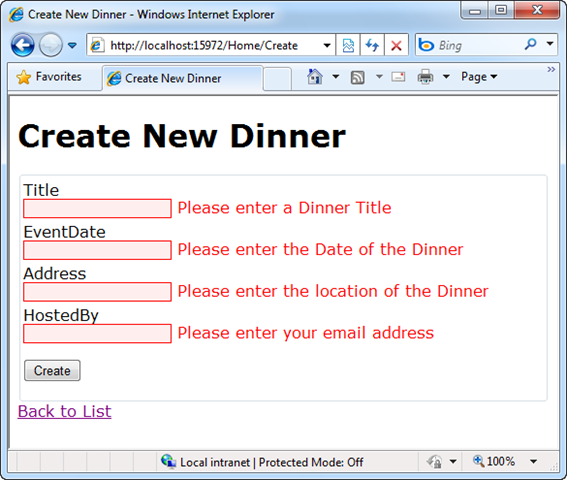 Create New Dinner - Windows Internet Explorer
http://localhost:15972/Home/Create
Bing
Favorites
Create New Dinner
Page
Create New Dinner
Title
Please enter a Dinner Title
EventDate
Please enter the Date of the Dinner
Address
Please enter the location of the Dinner
HostedBy
Please enter your email address
Create
Back to List
Local intranet | Protected Mode: Off
100%